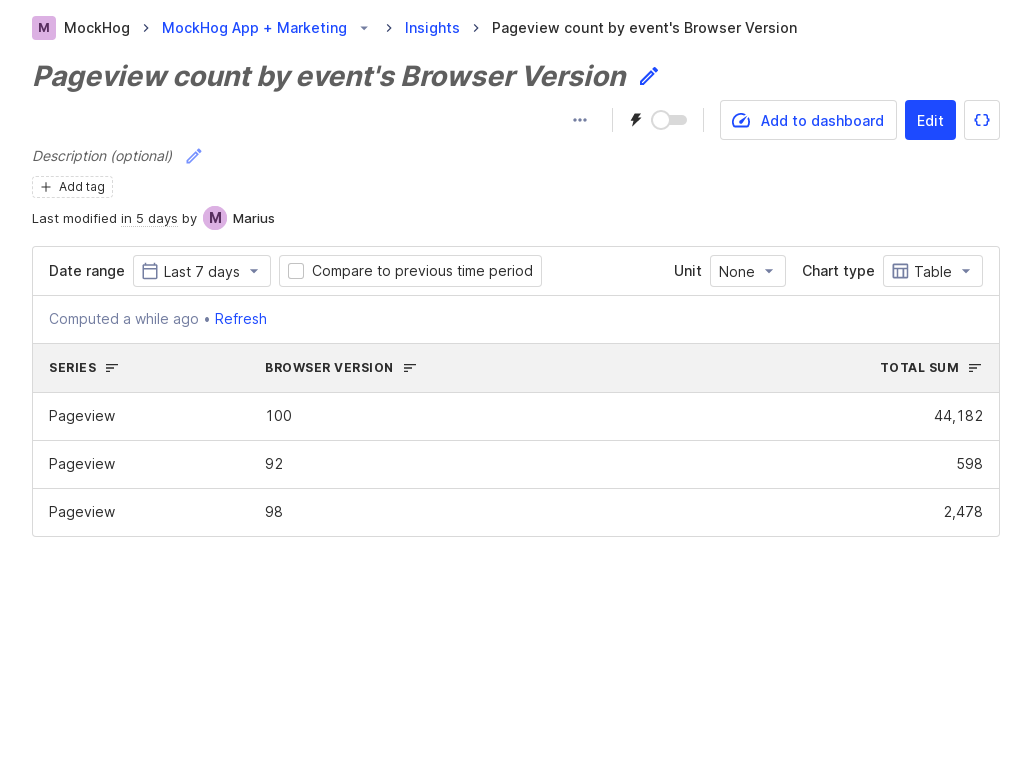 M MockHog MockHog App + Marketing Insights Pageview count by event's Browser Version
Pageview count by event's Browser Version
Add to dashboard Edit {}
Description (optional)
Add tag
Last modified in 5 days by M Marius
Date range Last 7 days Compare to previous time period Unit None Chart type Table
Computed a while ago • Refresh
SERIES BROWSER VERSION TOTAL SUM
Pageview 100 44,182
Pageview 92 598
Pageview 98 2,478